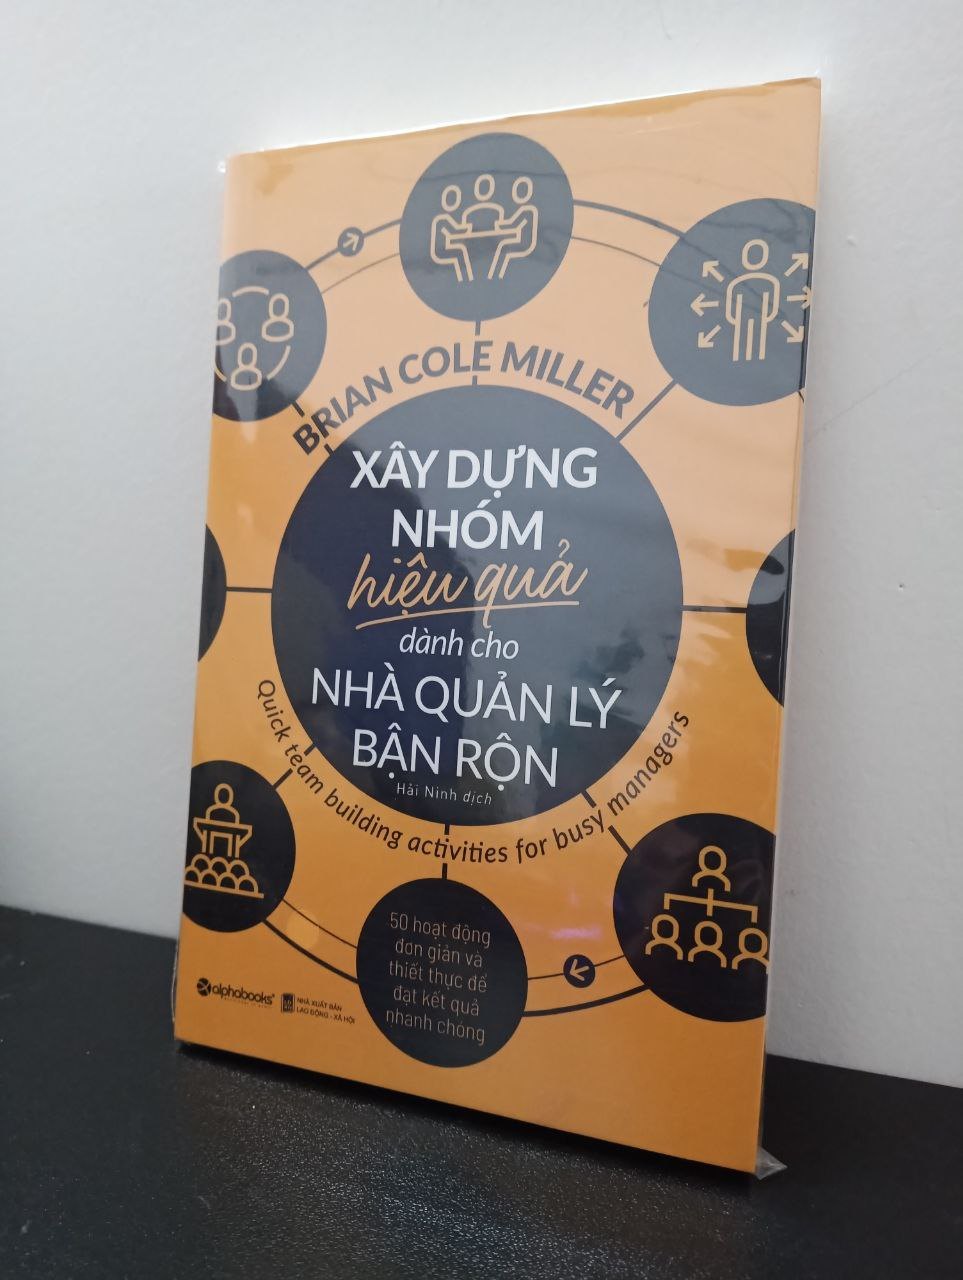 BRIAN COLE MILLER
XÂY DỰNG
NHÓM
hiệu quả
dành cho
NHÀ QUẢN LÝ
BẬN RỘN
Hải Ninh dịch
Quick team building activities for busy managers
50 hoạt động
đơn giản và
thiết thực để
đạt kết quả
nhanh chóng
alphabooks
NHÀ XUẤT BẢN
LAO ĐỘNG - XÃ HỘI